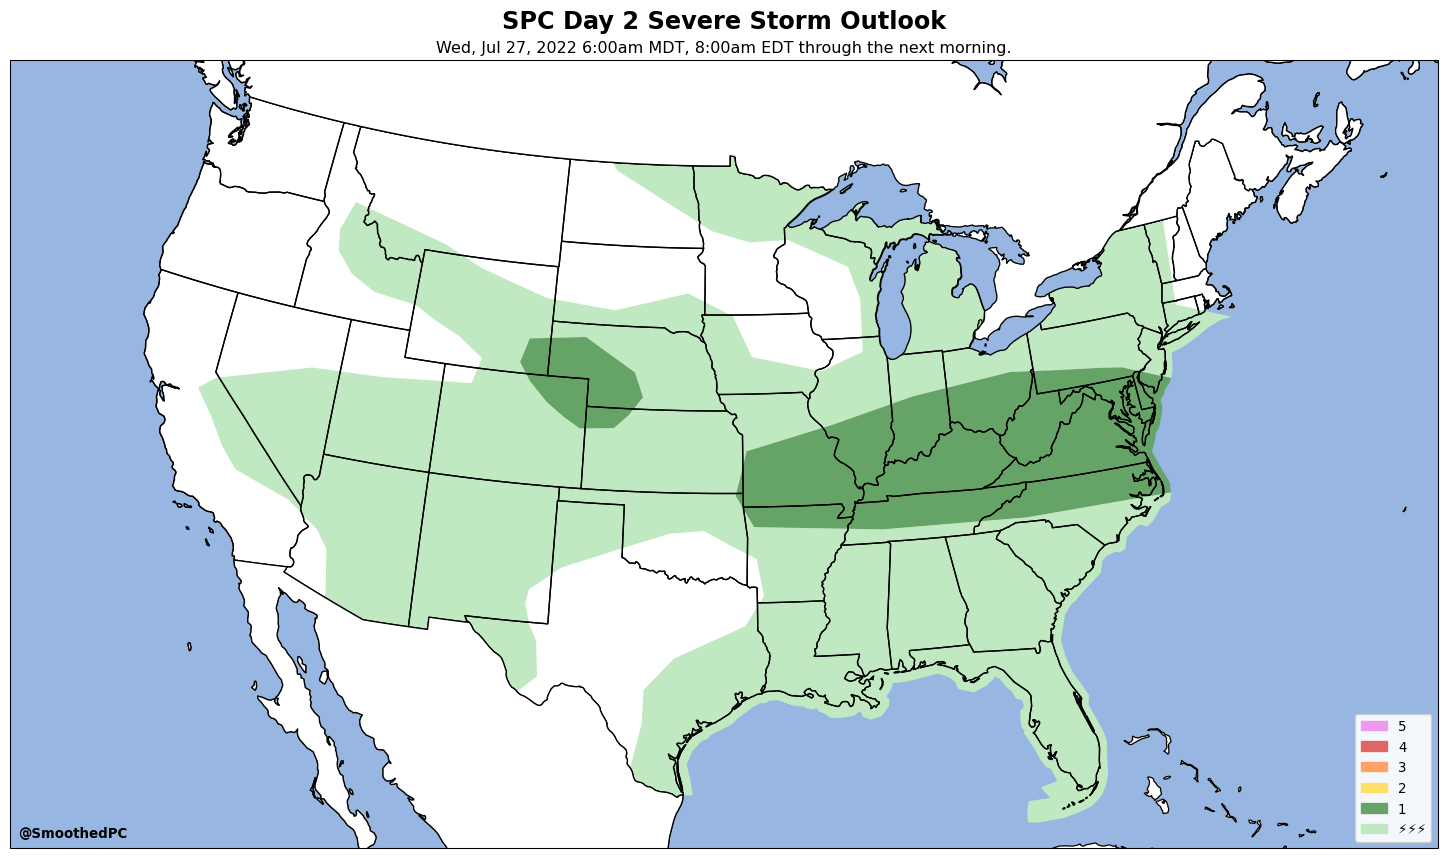 SPC Day 2 Severe Storm Outlook
Wed, Jul 27, 2022 6:00am MDT, 8:00am EDT through the next morning.
5
4
3
2
1
⚡⚡⚡
@SmoothedPC